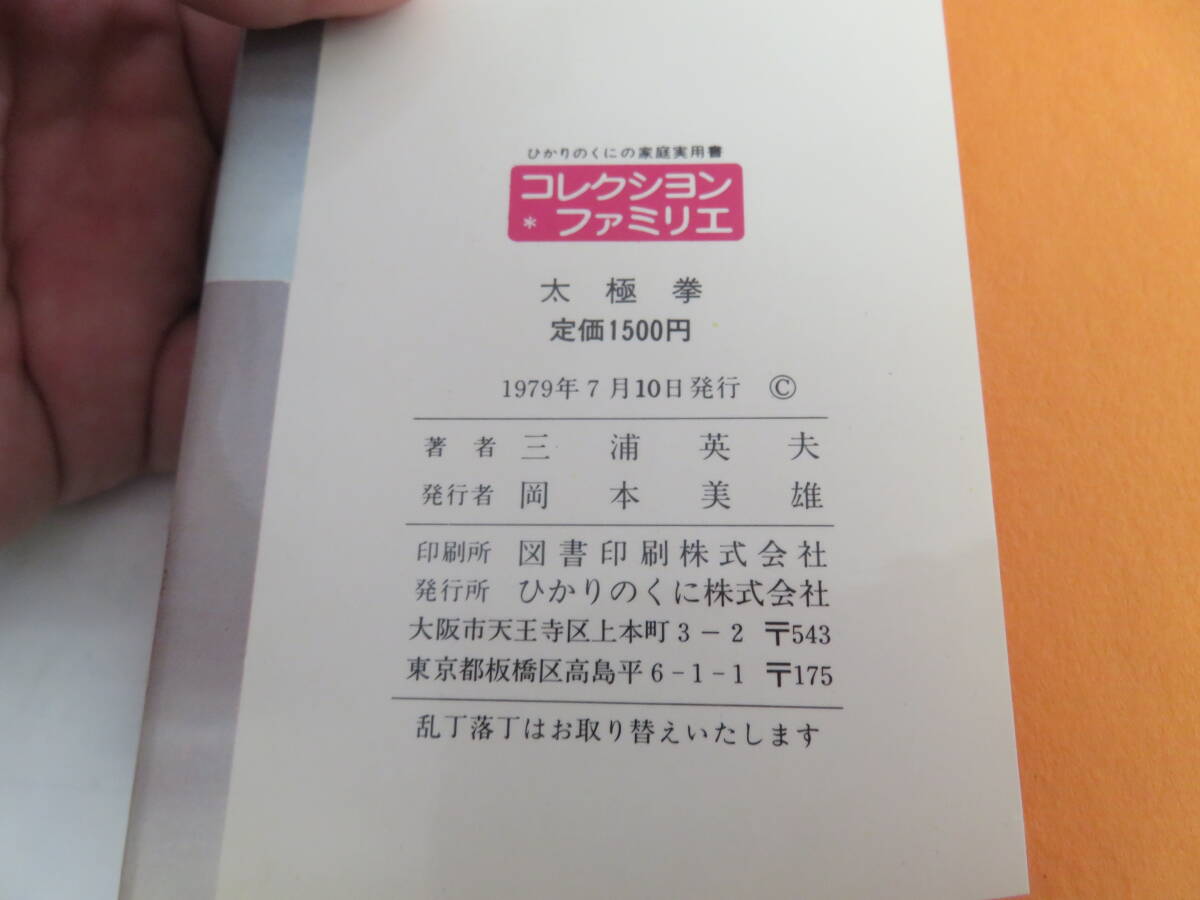 ひかりのくにの家庭実用書
コレクション
＊ファミリエ
太極拳
定価1500円
1979年7月10日発行 ©
著者 三浦英夫
発行者 岡本美雄
印刷所 図書印刷株式会社
発行所 ひかりのくに株式会社
大阪市天王寺区上本町3-2 〒543
東京都板橋区高島平6-1-1 〒175
乱丁落丁はお取り替えいたします